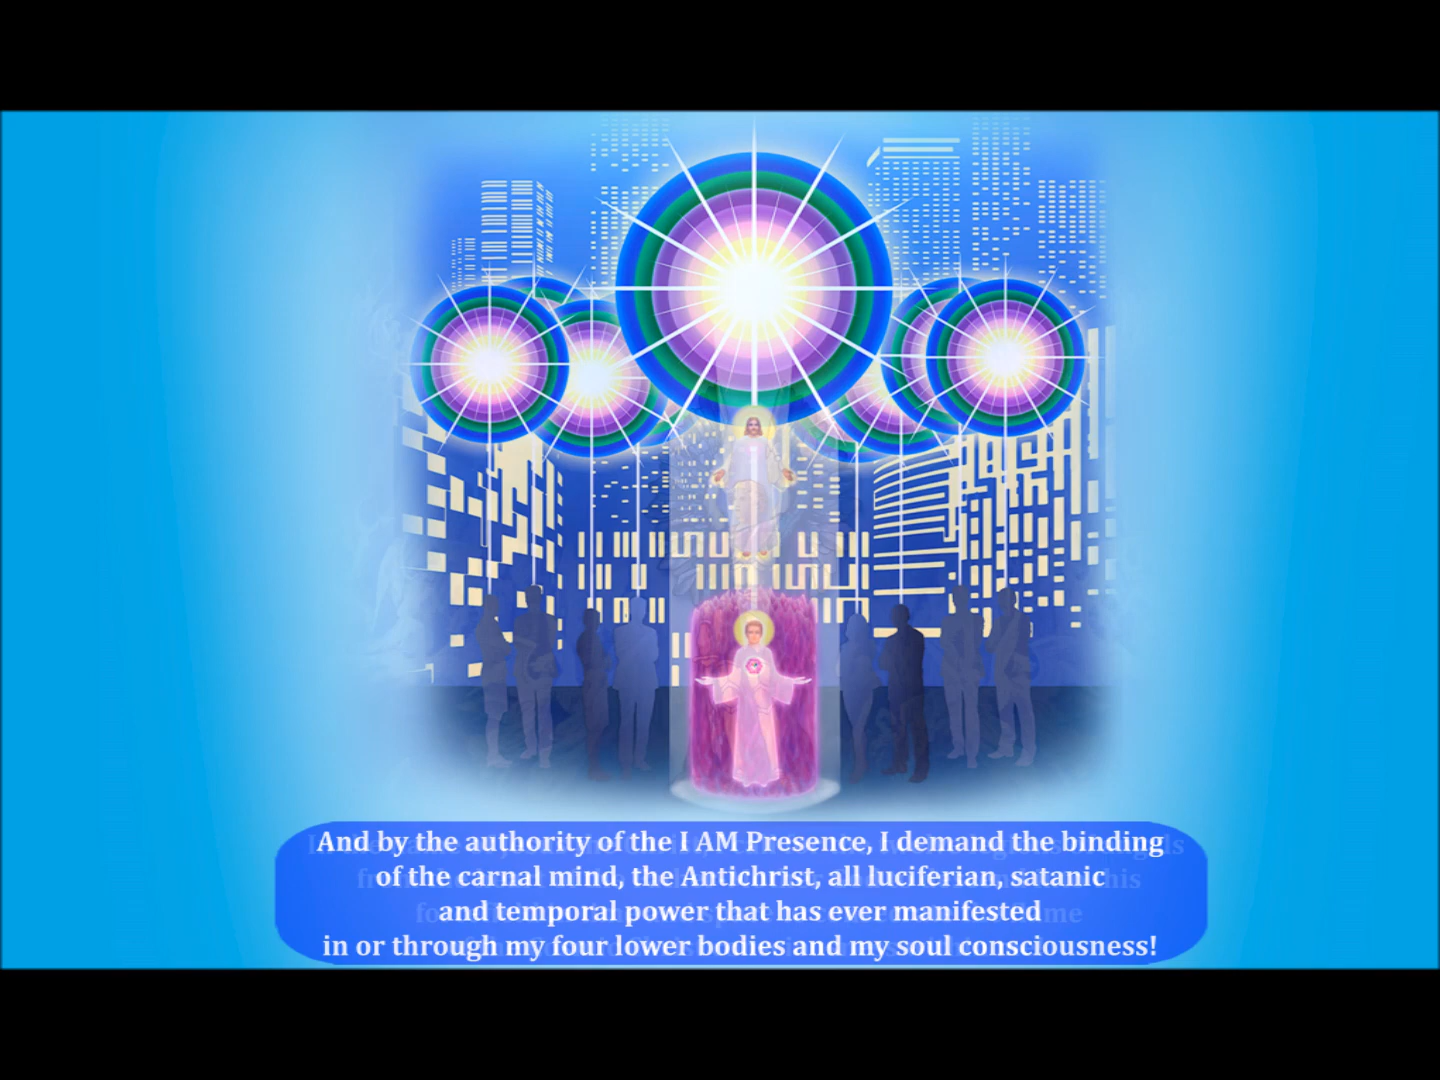 And by the authority of the I AM Presence, I demand the binding
of the carnal mind, the Antichrist, all luciferian, satanic
and temporal power that has ever manifested
in or through my four lower bodies and my soul consciousness!